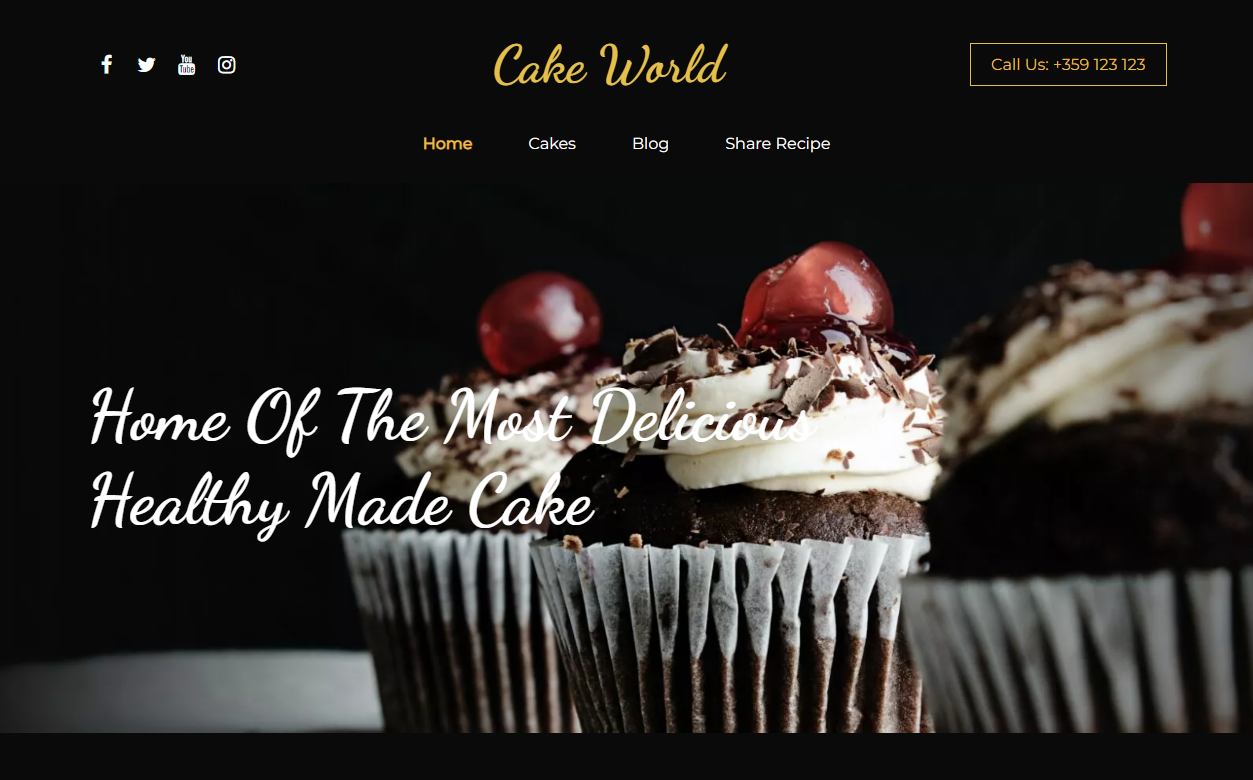 You
Tube
Cake World
Call Us: +359 123 123
Home
Cakes
Blog
Share Recipe
Home Of The Most Delicious
Healthy Made Cake